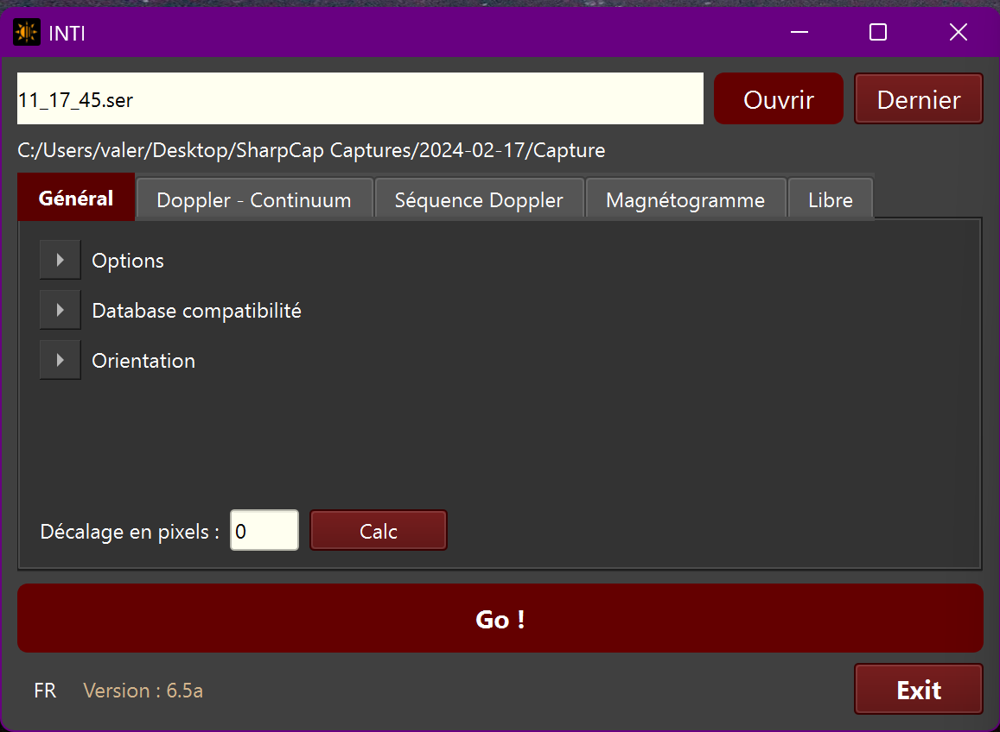 INTI
11_17_45.ser Ouvrir Dernier
C:/Users/valer/Desktop/SharpCap Captures/2024-02-17/Capture
Général Doppler - Continuum Séquence Doppler Magnétogramme Libre
Options
Database compatibilité
Orientation
Décalage en pixels : 0 Calc
Go !
FR Version : 6.5a Exit